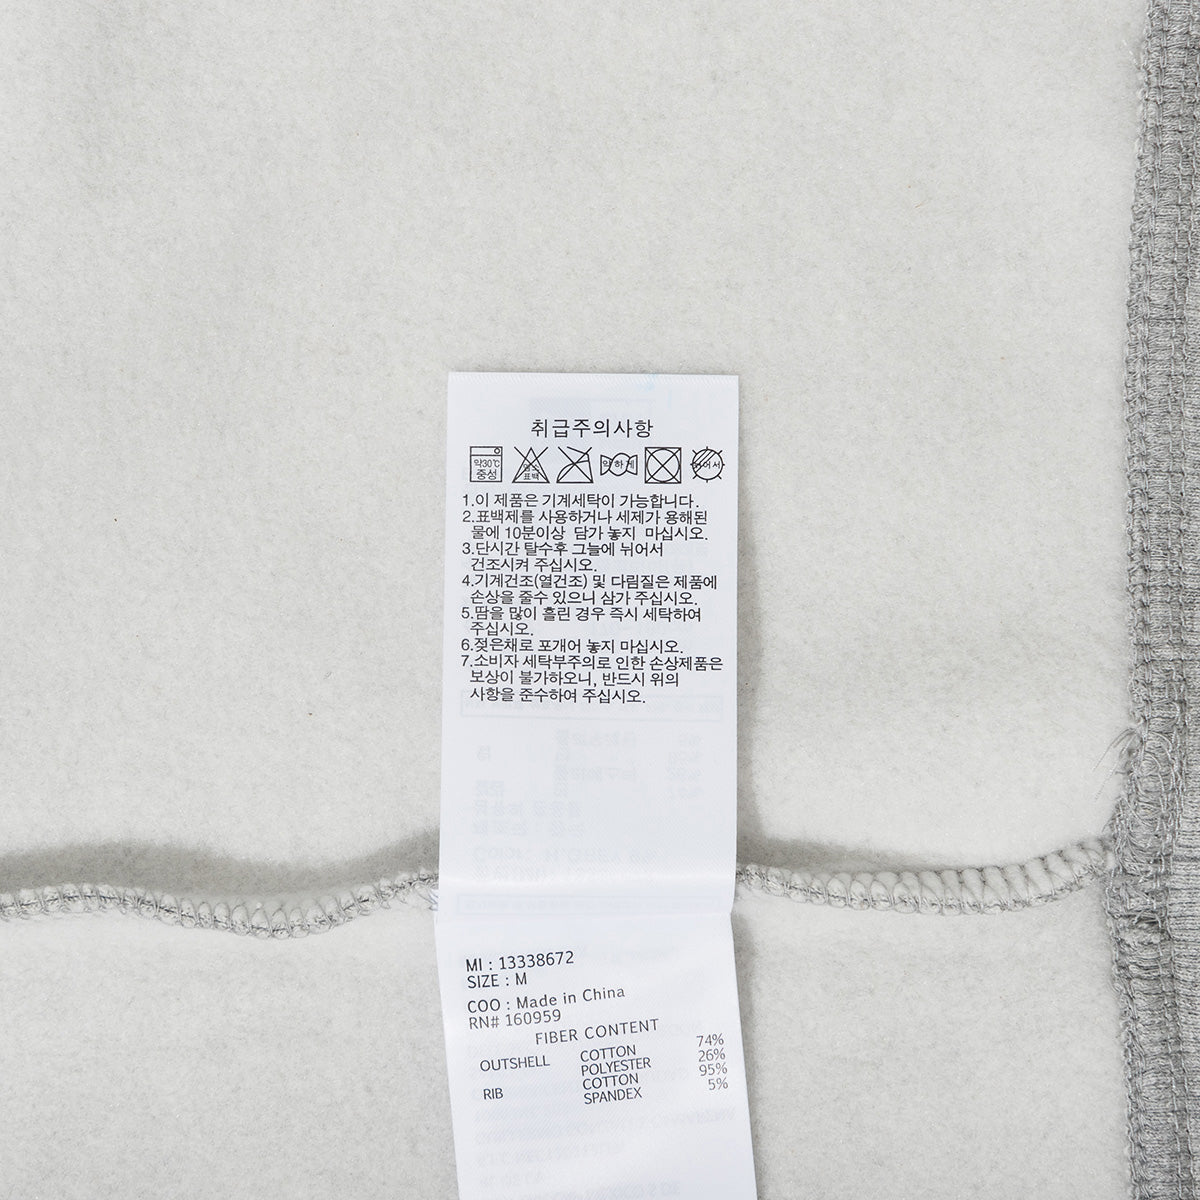 취급주의사항
약30℃
중성
염소
표백
약하게
뉘어서
1.이 제품은 기계세탁이 가능합니다.
2.표백제를 사용하거나 세제가 용해된
물에 10분이상 담가 놓지 마십시오.
3.단시간 탈수후 그늘에 뉘어서
건조시켜 주십시오.
4.기계건조(열건조) 및 다림질은 제품에
손상을 줄수 있으니 삼가 주십시오.
5.땀을 많이 흘린 경우 즉시 세탁하여
주십시오.
6.젖은채로 포개어 놓지 마십시오.
7.소비자 세탁부주의로 인한 손상제품은
보상이 불가하오니, 반드시 위의
사항을 준수하여 주십시오.
MI : 13338672
SIZE : M
COO : Made in China
RN# 160959
FIBER CONTENT
OUTSHELL COTTON 74%
POLYESTER 26%
RIB COTTON 95%
SPANDEX 5%